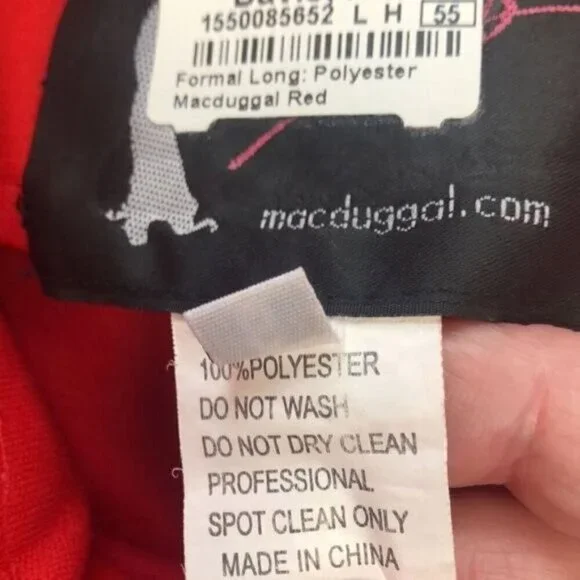 1550085652 L H 55
Formal Long: Polyester
Macduggal Red
macduggal.com
100%POLYESTER
DO NOT WASH
DO NOT DRY CLEAN
PROFESSIONAL
SPOT CLEAN ONLY
MADE IN CHINA